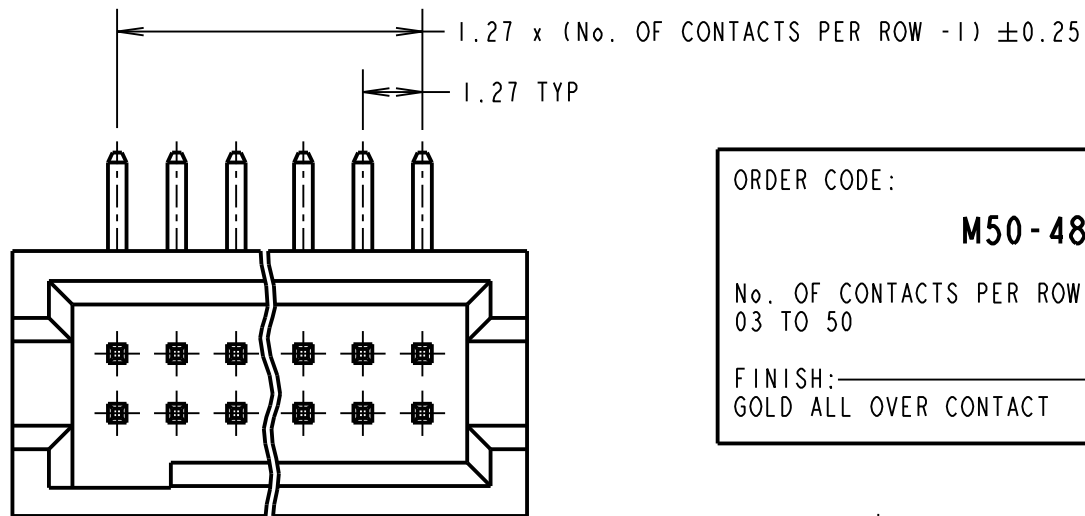 1.27 x (No. OF CONTACTS PER ROW -1) ±0.25
1.27 TYP
ORDER CODE:
M50-48
No. OF CONTACTS PER ROW
03 TO 50
FINISH:
GOLD ALL OVER CONTACT